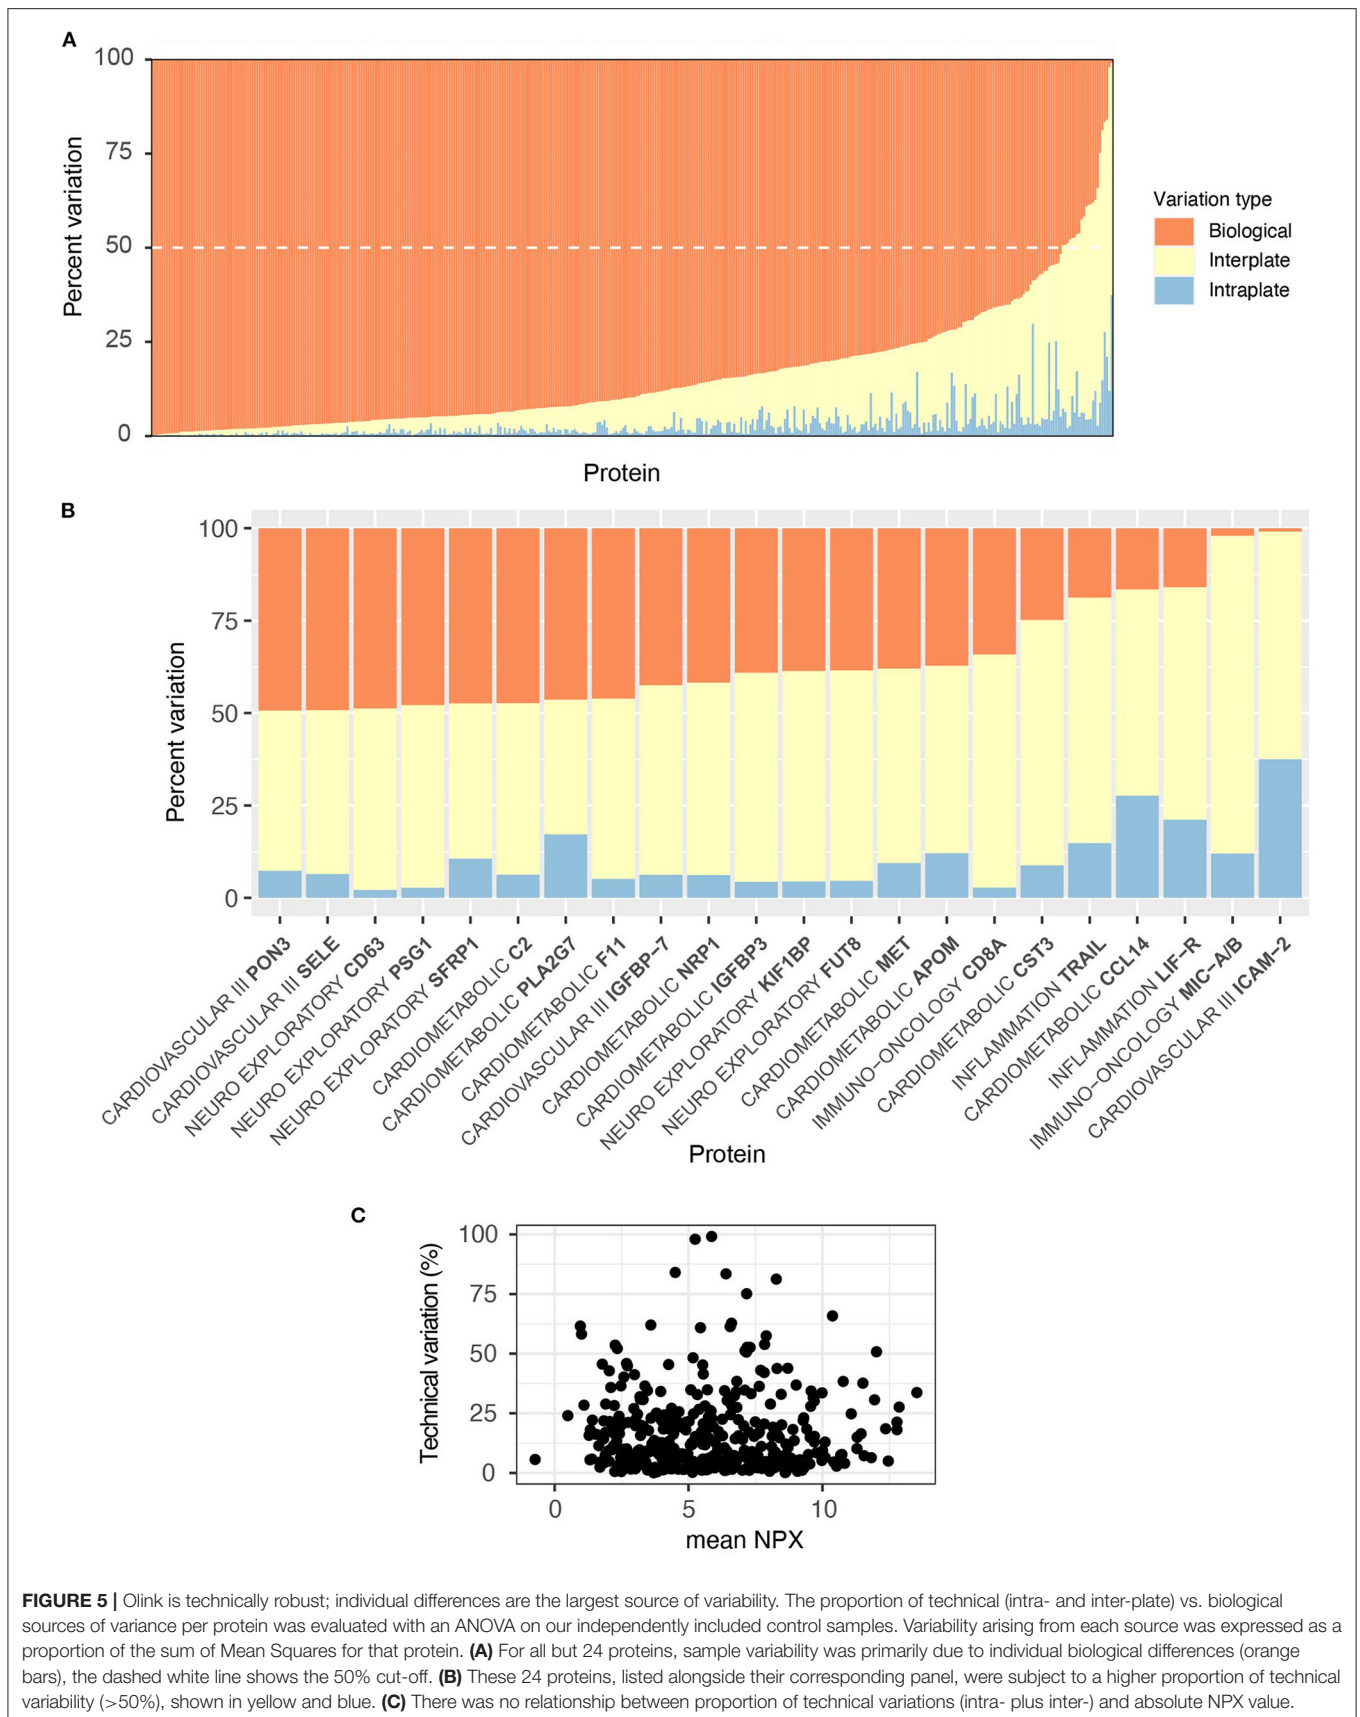 A
100
75
50
25
0
Percent variation
Protein
Variation type
Biological
Interplate
Intraplate
B
100
75
50
25
0
Percent variation
CARDIOVASCULAR III PON3
CARDIOVASCULAR III SELE
NEURO EXPLORATORY CD63
NEURO EXPLORATORY PSG1
NEURO EXPLORATORY SFRP1
CARDIOMETABOLIC C2
CARDIOMETABOLIC PLA2G7
CARDIOMETABOLIC F11
CARDIOVASCULAR III IGFBP−7
CARDIOMETABOLIC NRP1
CARDIOMETABOLIC IGFBP3
NEURO EXPLORATORY KIF1BP
NEURO EXPLORATORY FUT8
CARDIOMETABOLIC MET
CARDIOMETABOLIC APOM
IMMUNO−ONCOLOGY CD8A
CARDIOMETABOLIC CST3
INFLAMMATION TRAIL
CARDIOMETABOLIC CCL14
INFLAMMATION LIF−R
IMMUNO−ONCOLOGY MIC−A/B
CARDIOVASCULAR III ICAM−2
Protein
C
100
75
50
25
0
Technical variation (%)
0 5 10
mean NPX
FIGURE 5 | Olink is technically robust; individual differences are the largest source of variability. The proportion of technical (intra- and inter-plate) vs. biological
sources of variance per protein was evaluated with an ANOVA on our independently included control samples. Variability arising from each source was expressed as a
proportion of the sum of Mean Squares for that protein. (A) For all but 24 proteins, sample variability was primarily due to individual biological differences (orange
bars), the dashed white line shows the 50% cut-off. (B) These 24 proteins, listed alongside their corresponding panel, were subject to a higher proportion of technical
variability (>50%), shown in yellow and blue. (C) There was no relationship between proportion of technical variations (intra- plus inter-) and absolute NPX value.